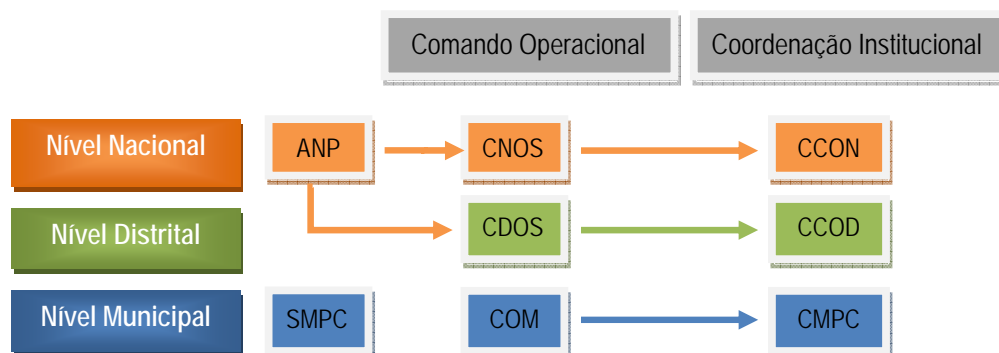 Comando Operacional
Coordenação Institucional
Nível Nacional
ANP
CNOS
CCON
Nível Distrital
CDOS
CCOD
Nível Municipal
SMPC
COM
CMPC